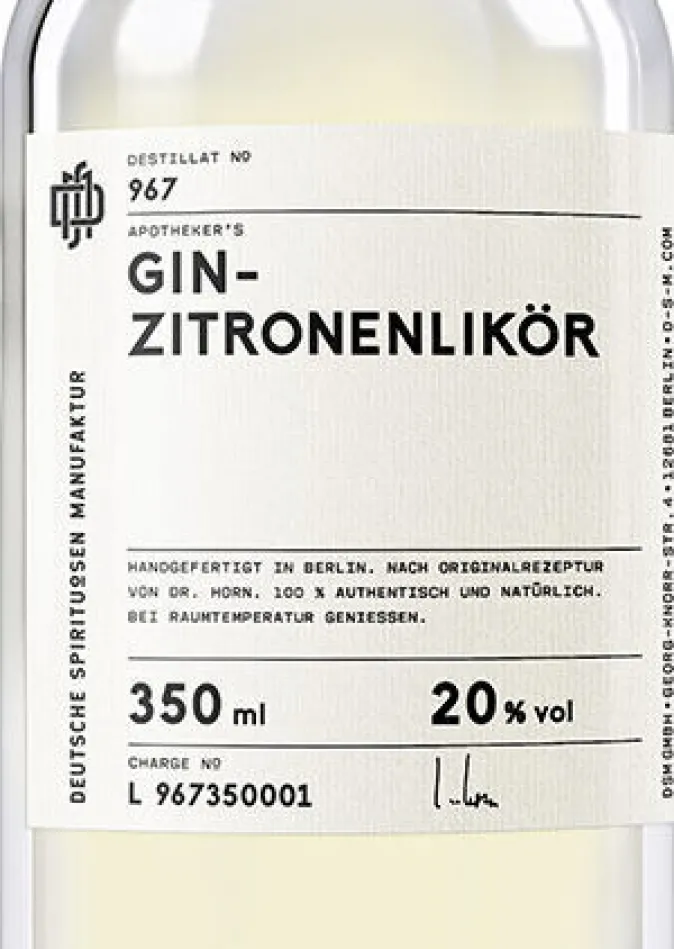 DESTILLAT NO
967
APOTHEKER'S
GIN-
ZITRONENLIKÖR
HANDGEFERTIGT IN BERLIN. NACH ORIGINALREZEPTUR
VON DR. HORN. 100 % AUTHENTISCH UND NATÜRLICH.
BEI RAUMTEMPERATUR GENIESSEN.
350 ml
20 % vol
CHARGE NO
L 967350001
DEUTSCHE SPIRITUOSEN MANUFAKTUR
DSM GMBH • GEORG-KNORR-STR. 4 • 12681 BERLIN • D-S-M.COM